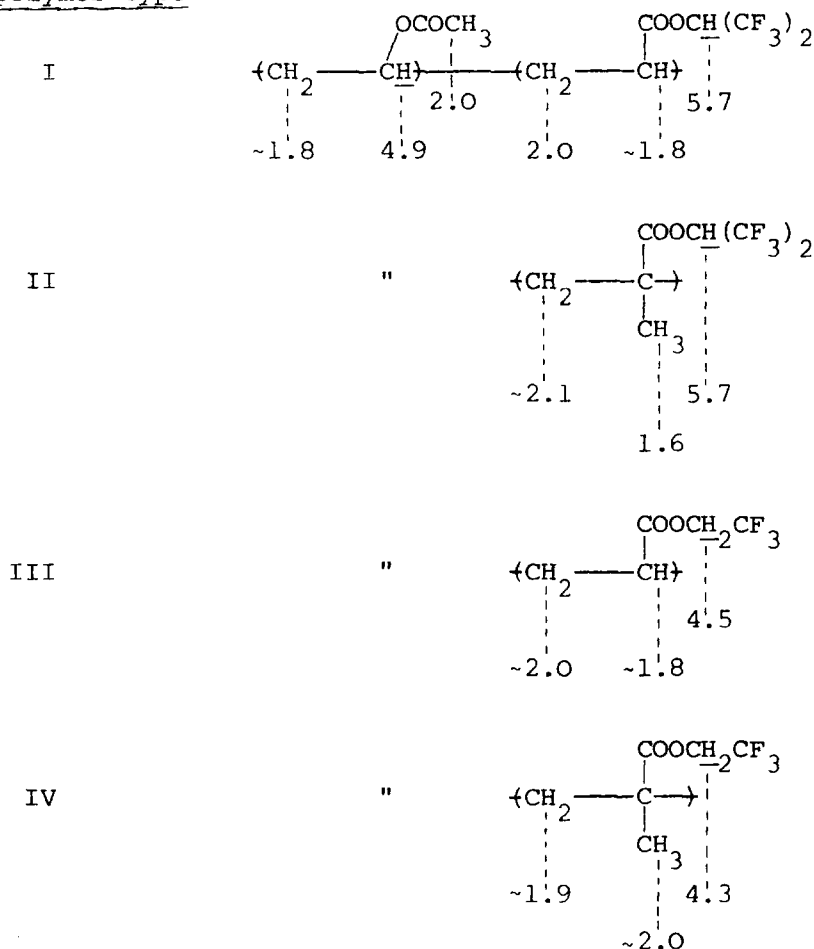 OCOCH3 COOCH(CF3)2
I (CH2 CH) (CH2 CH)
2.0 5.7
~1.8 4.9 2.0 ~1.8
COOCH(CF3)2
II " (CH2 C )
CH3
~2.1 5.7
1.6
COOCH2CF3
III " (CH2 CH)
4.5
~2.0 ~1.8
COOCH2CF3
IV " (CH2 C )
CH3
~1.9 4.3
~2.0